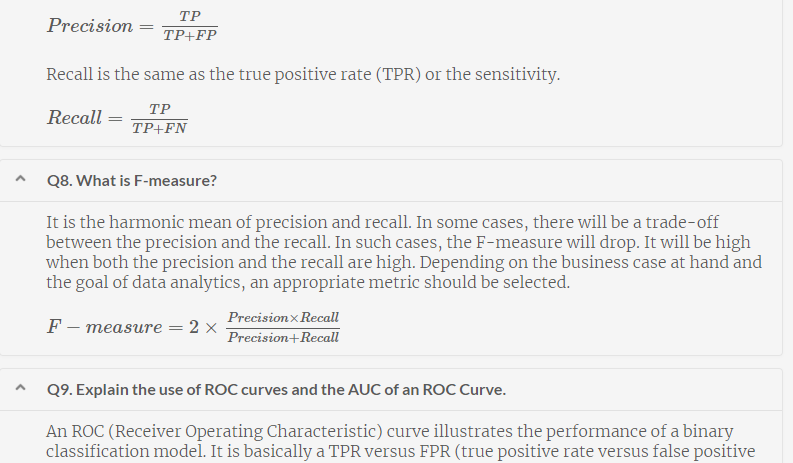 Precision = TP / TP+FP
Recall is the same as the true positive rate (TPR) or the sensitivity.
Recall = TP / TP+FN
Q8. What is F-measure?
It is the harmonic mean of precision and recall. In some cases, there will be a trade-off
between the precision and the recall. In such cases, the F-measure will drop. It will be high
when both the precision and the recall are high. Depending on the business case at hand and
the goal of data analytics, an appropriate metric should be selected.
F − measure = 2 × Precision×Recall / Precision+Recall
Q9. Explain the use of ROC curves and the AUC of an ROC Curve.
An ROC (Receiver Operating Characteristic) curve illustrates the performance of a binary
classification model. It is basically a TPR versus FPR (true positive rate versus false positive